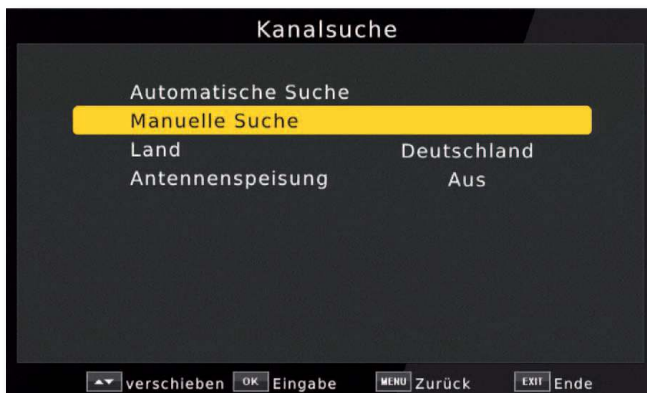 Kanalsuche
Automatische Suche
Manuelle Suche
Land Deutschland
Antennenspeisung Aus
▲▼ verschieben OK Eingabe MENU Zurück EXIT Ende